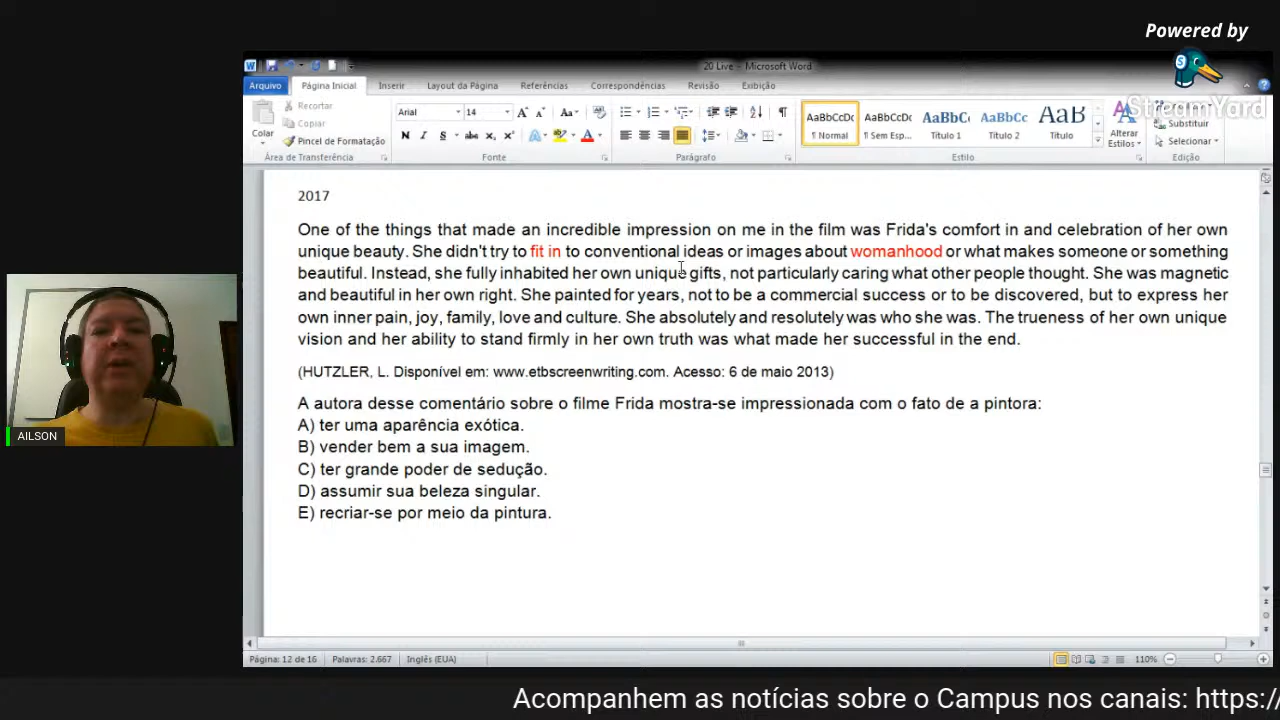 Powered by
StreamYard
20 Live - Microsoft Word
Arquivo Página Inicial Inserir Layout da Página Referências Correspondências Revisão Exibição
Colar
Recortar
Copiar
Pincel de Formatação
Área de Transferência
Arial 14
Fonte
Parágrafo
AaBbCcDc AaBbCcDc AaBbCc AaBbCc AaB
¶ Normal ¶ Sem Esp... Título 1 Título 2 Título
Alterar
Estilos
Estilo
Substituir
Selecionar
Edição
2017
One of the things that made an incredible impression on me in the film was Frida's comfort in and celebration of her own
unique beauty. She didn't try to fit in to conventional ideas or images about womanhood or what makes someone or something
beautiful. Instead, she fully inhabited her own unique gifts, not particularly caring what other people thought. She was magnetic
and beautiful in her own right. She painted for years, not to be a commercial success or to be discovered, but to express her
own inner pain, joy, family, love and culture. She absolutely and resolutely was who she was. The trueness of her own unique
vision and her ability to stand firmly in her own truth was what made her successful in the end.
(HUTZLER, L. Disponível em: www.etbscreenwriting.com. Acesso: 6 de maio 2013)
A autora desse comentário sobre o filme Frida mostra-se impressionada com o fato de a pintora:
A) ter uma aparência exótica.
B) vender bem a sua imagem.
C) ter grande poder de sedução.
D) assumir sua beleza singular.
E) recriar-se por meio da pintura.
AILSON
Página: 12 de 16 Palavras: 2.667 Inglês (EUA) 110%
Acompanhem as notícias sobre o Campus nos canais: https:/